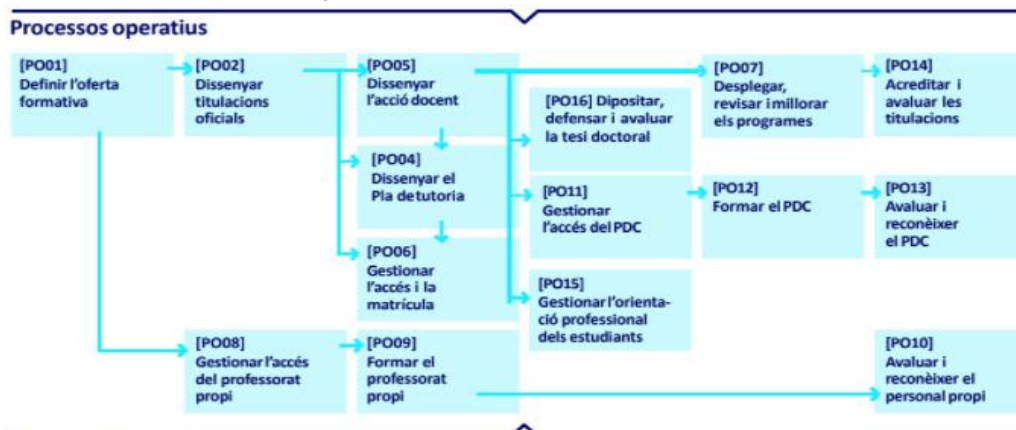 Processos operatius
[PO01]
Definir l'oferta
formativa
[PO02]
Dissenyar
titulacions
oficials
[PO05]
Dissenyar
l'acció docent
[PO07]
Desplegar,
revisar i millorar
els programes
[PO14]
Acreditar i
avaluar les
titulacions
[PO16] Dipositar,
defensar i avaluar
la tesi doctoral
[PO04]
Dissenyar el
Pla de tutoria
[PO11]
Gestionar
l'accés del PDC
[PO12]
Formar el PDC
[PO13]
Avaluar i
reconèixer
el PDC
[PO06]
Gestionar
l'accés i la
matrícula
[PO15]
Gestionar l'orienta-
ció professional
dels estudiants
[PO08]
Gestionar l'accés
del professorat
propi
[PO09]
Formar el
professorat
propi
[PO10]
Avaluar i
reconèixer el
personal propi